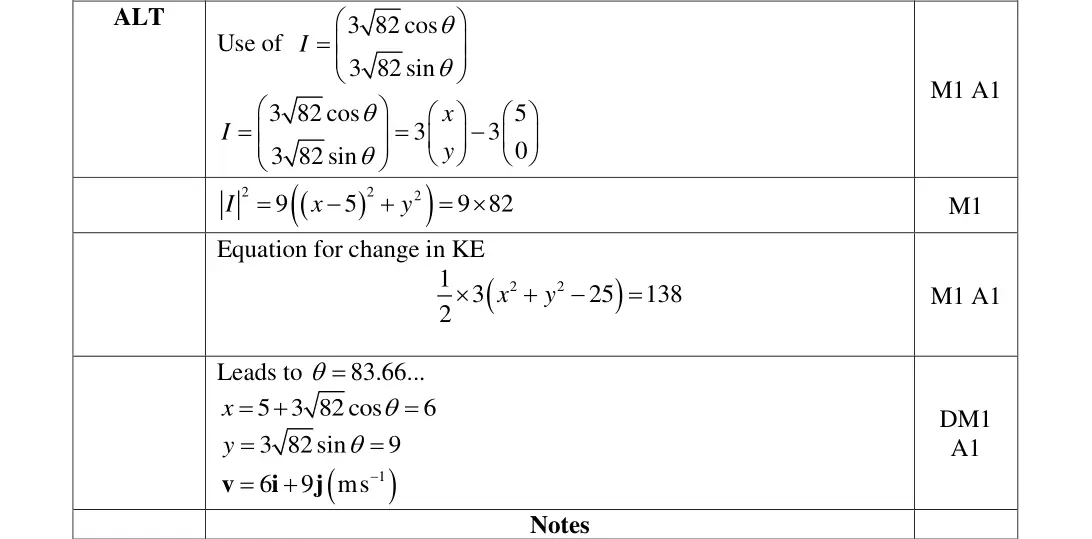 ALT
Use of I = (3√82 cos θ
3√82 sin θ)
M1 A1
I = (3√82 cos θ
3√82 sin θ) = 3(x
y) − 3(5
0)
|I|² = 9((x − 5)² + y²) = 9 × 82 M1
Equation for change in KE
1/2 × 3(x² + y² − 25) = 138 M1 A1
Leads to θ = 83.66...
x = 5 + 3√82 cos θ = 6
y = 3√82 sin θ = 9
v = 6i + 9j (m s⁻¹)
DM1
A1
Notes